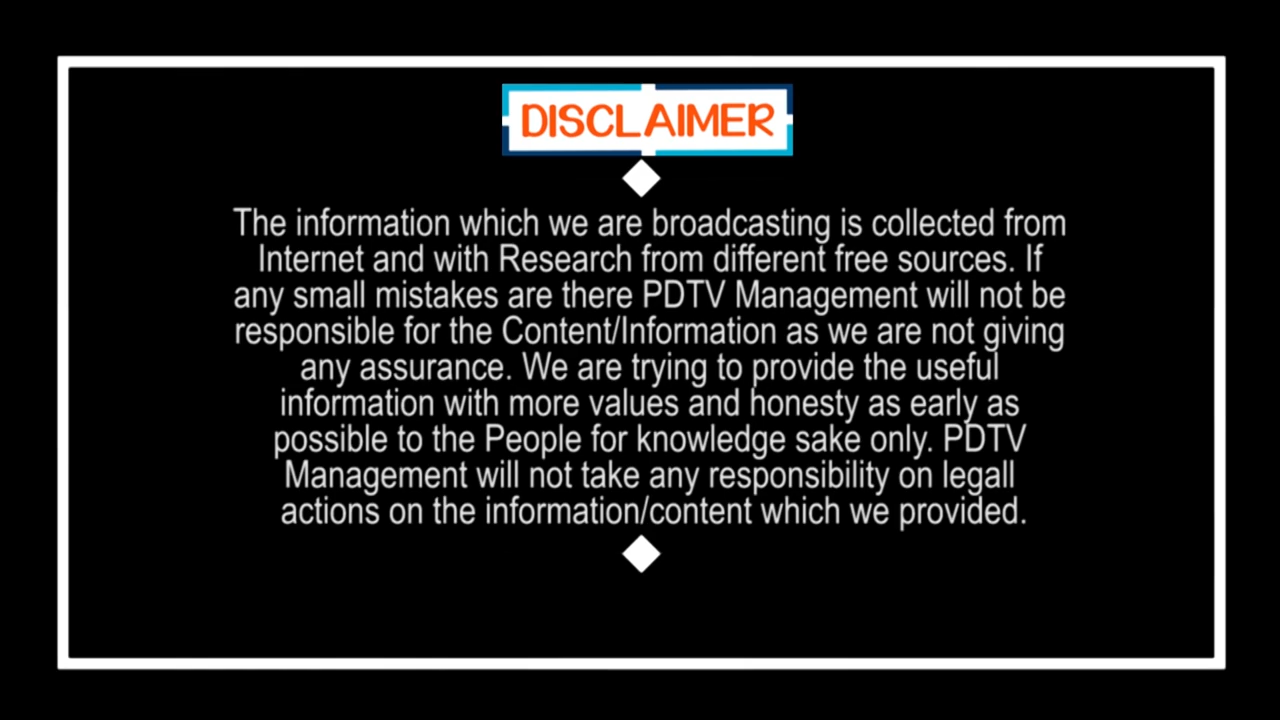 DISCLAIMER
The information which we are broadcasting is collected from
Internet and with Research from different free sources. If
any small mistakes are there PDTV Management will not be
responsible for the Content/Information as we are not giving
any assurance. We are trying to provide the useful
information with more values and honesty as early as
possible to the People for knowledge sake only. PDTV
Management will not take any responsibility on legall
actions on the information/content which we provided.